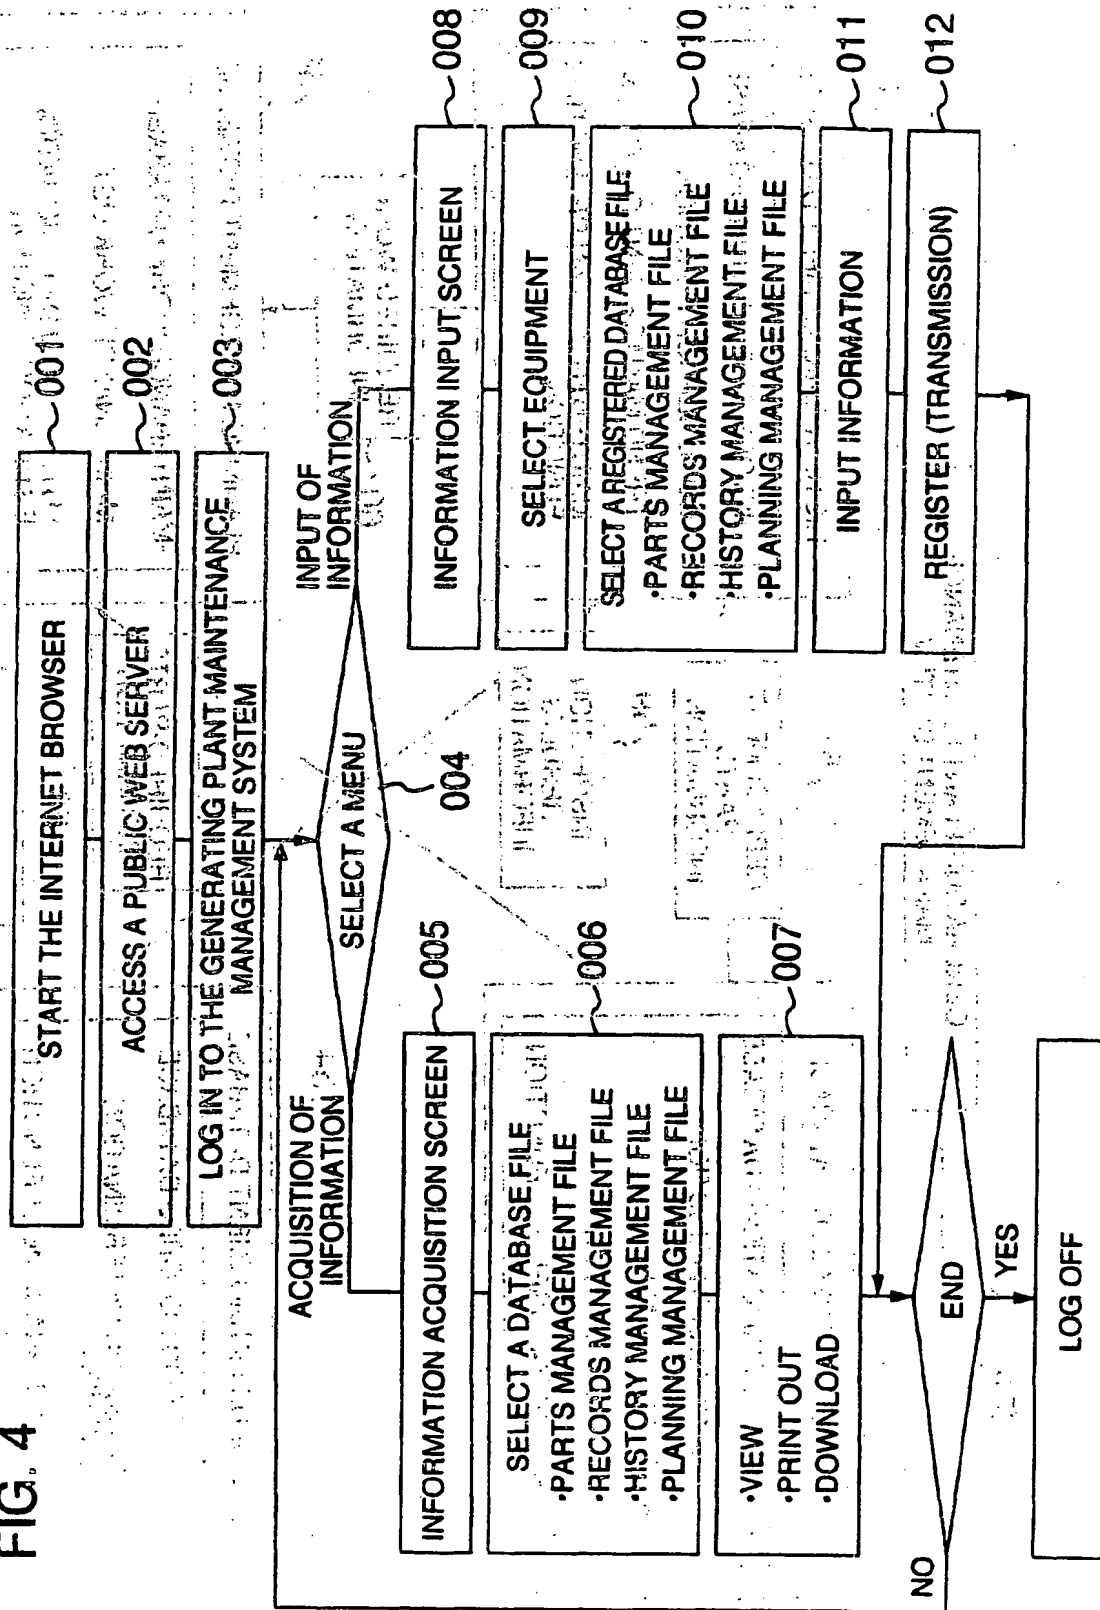 FIG. 4
START THE INTERNET BROWSER
001
ACCESS A PUBLIC WEB SERVER
002
LOG IN TO THE GENERATING PLANT MAINTENANCE
MANAGEMENT SYSTEM
003
SELECT A MENU
004
ACQUISITION OF
INFORMATION
INPUT OF
INFORMATION
INFORMATION ACQUISITION SCREEN
005
SELECT A DATABASE FILE
·PARTS MANAGEMENT FILE
·RECORDS MANAGEMENT FILE
·HISTORY MANAGEMENT FILE
·PLANNING MANAGEMENT FILE
006
·VIEW
·PRINT OUT
·DOWNLOAD
007
INFORMATION INPUT SCREEN
008
SELECT EQUIPMENT
009
SELECT A REGISTERED DATABASE FILE
·PARTS MANAGEMENT FILE
·RECORDS MANAGEMENT FILE
·HISTORY MANAGEMENT FILE
·PLANNING MANAGEMENT FILE
010
INPUT INFORMATION
011
REGISTER (TRANSMISSION)
012
END
NO
YES
LOG OFF